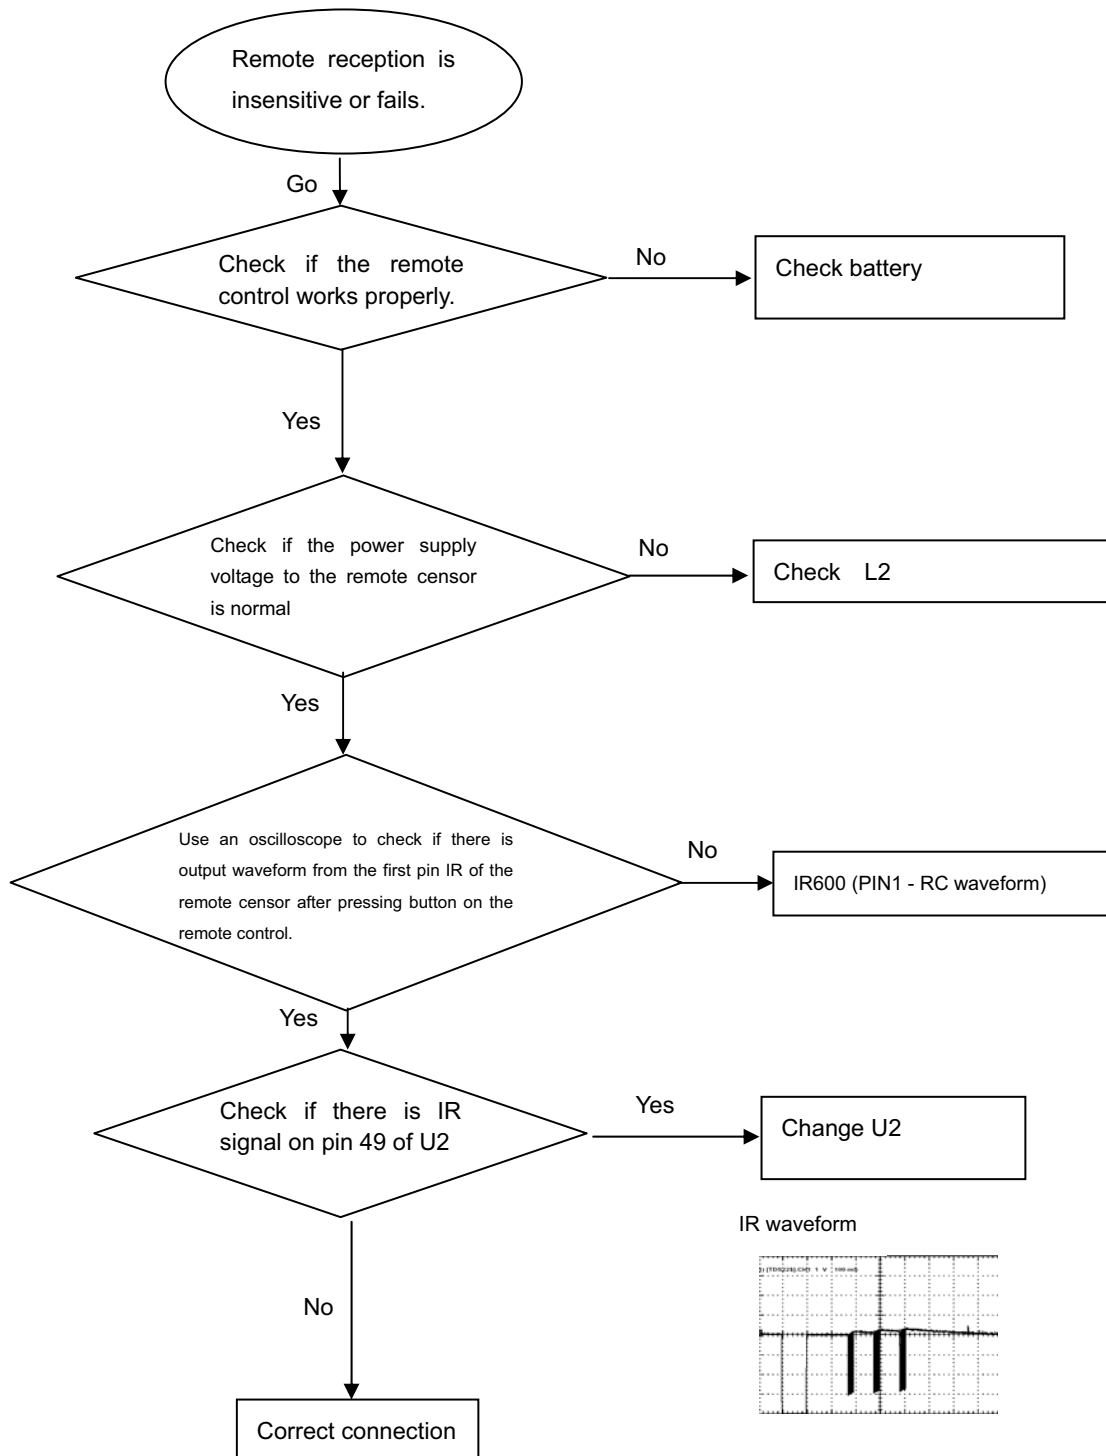 Remote reception is
insensitive or fails.
Go
Check if the remote
control works properly.
No
Check battery
Yes
Check if the power supply
voltage to the remote censor
is normal
No
Check L2
Yes
Use an oscilloscope to check if there is
output waveform from the first pin IR of the
remote censor after pressing button on the
remote control.
No
IR600 (PIN1 - RC waveform)
Yes
Check if there is IR
signal on pin 49 of U2
Yes
Change U2
IR waveform
No
Correct connection